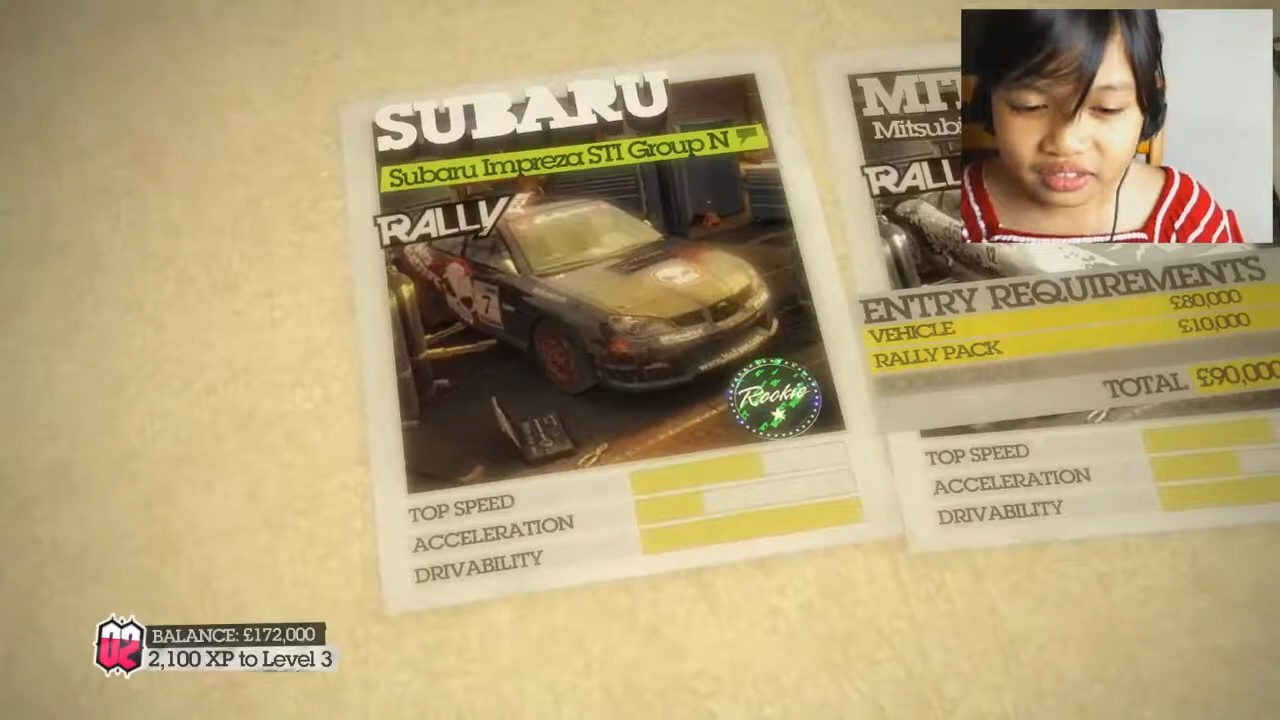 SUBARU
Subaru Impreza STI Group N
RALLY
7
Rookie
TOP SPEED
ACCELERATION
DRIVABILITY
Mitsubi
ENTRY REQUIREMENTS
VEHICLE £80,000
RALLY PACK £10,000
TOTAL £90,000
TOP SPEED
ACCELERATION
DRIVABILITY
02
BALANCE: £172,000
2,100 XP to Level 3